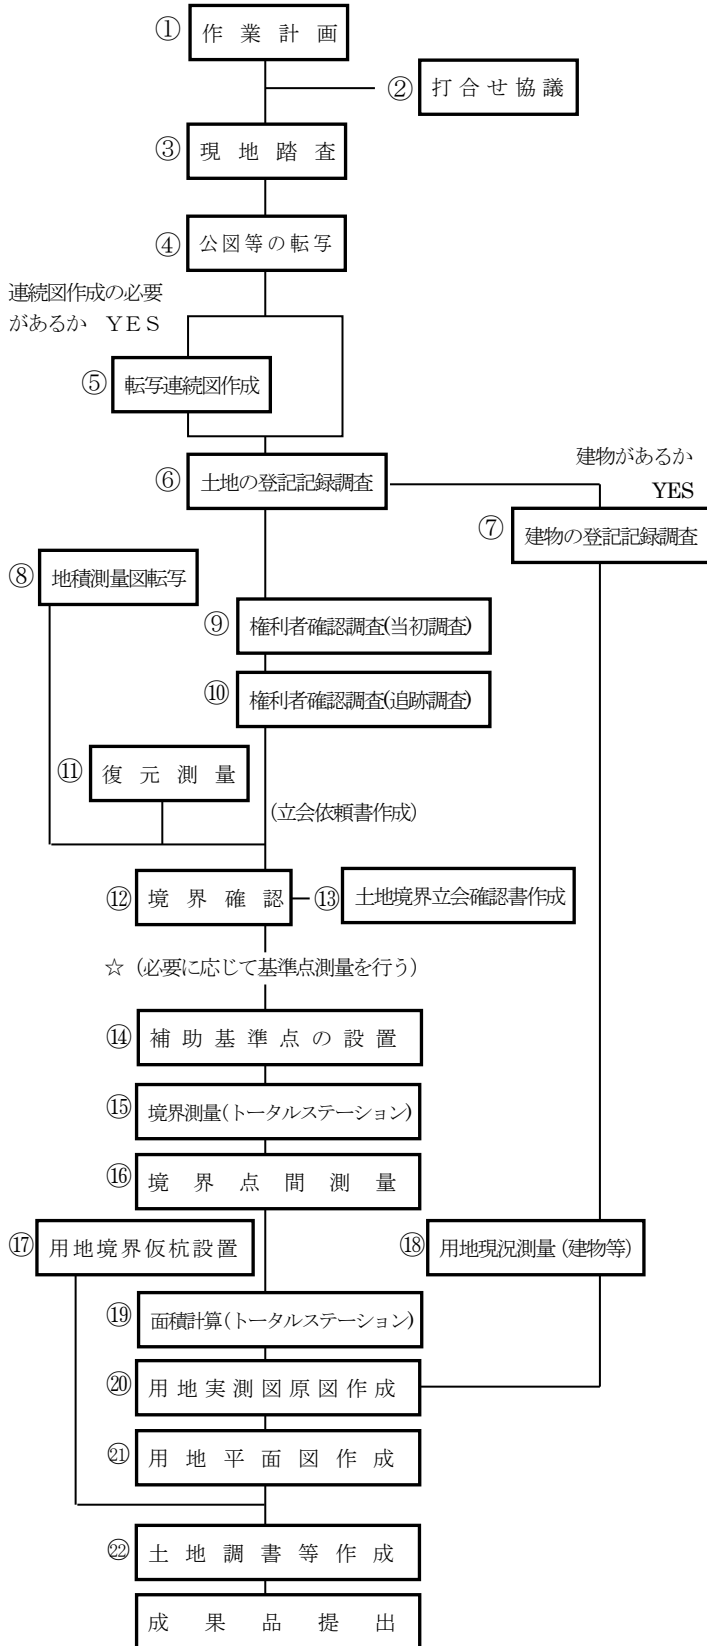 ① 作業計画
② 打合せ協議
③ 現地踏査
④ 公図等の転写
連続図作成の必要
があるか YES
⑤ 転写連続図作成
建物があるか
YES
⑥ 土地の登記記録調査
⑦ 建物の登記記録調査
⑧ 地積測量図転写
⑨ 権利者確認調査(当初調査)
⑩ 権利者確認調査(追跡調査)
⑪ 復元測量
(立会依頼書作成)
⑫ 境界確認
⑬ 土地境界立会確認書作成
☆（必要に応じて基準点測量を行う）
⑭ 補助基準点の設置
⑮ 境界測量(トータルステーション)
⑯ 境界点間測量
⑰ 用地境界仮杭設置
⑱ 用地現況測量(建物等)
⑲ 面積計算(トータルステーション)
⑳ 用地実測図原図作成
㉑ 用地平面図作成
㉒ 土地調書等作成
成果品提出